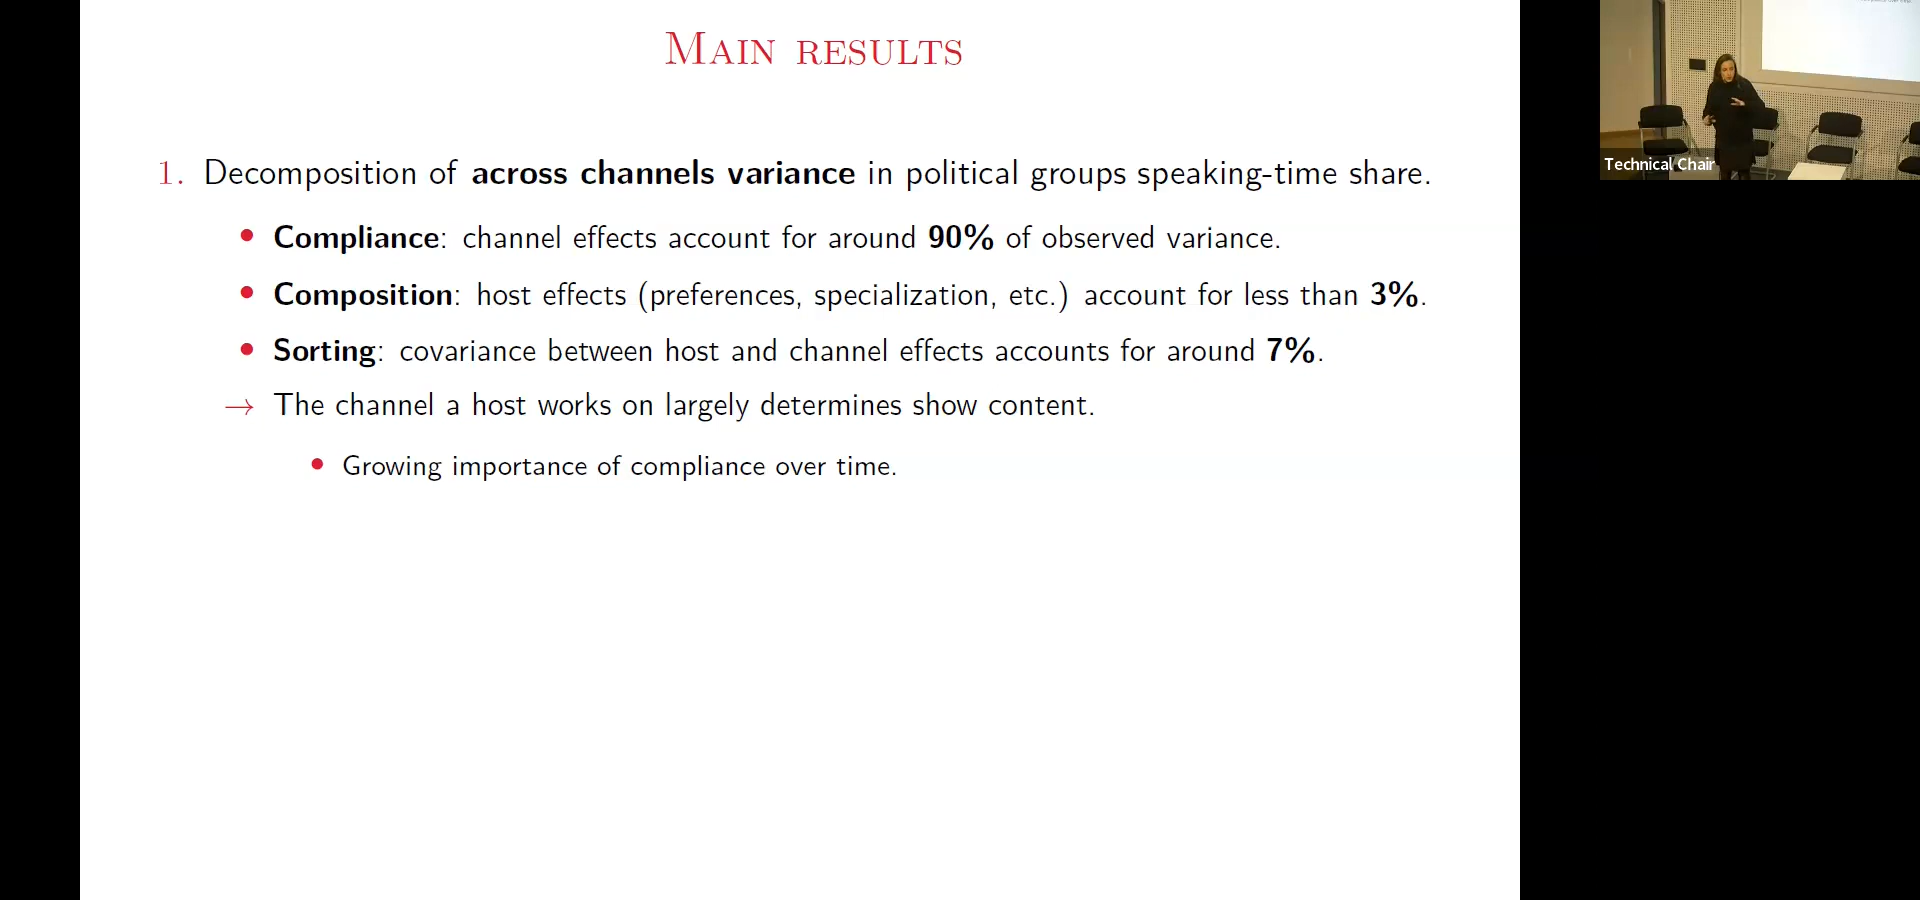 MAIN RESULTS
1. Decomposition of across channels variance in political groups speaking-time share.
• Compliance: channel effects account for around 90% of observed variance.
• Composition: host effects (preferences, specialization, etc.) account for less than 3%.
• Sorting: covariance between host and channel effects accounts for around 7%.
→ The channel a host works on largely determines show content.
• Growing importance of compliance over time.
Technical Chair